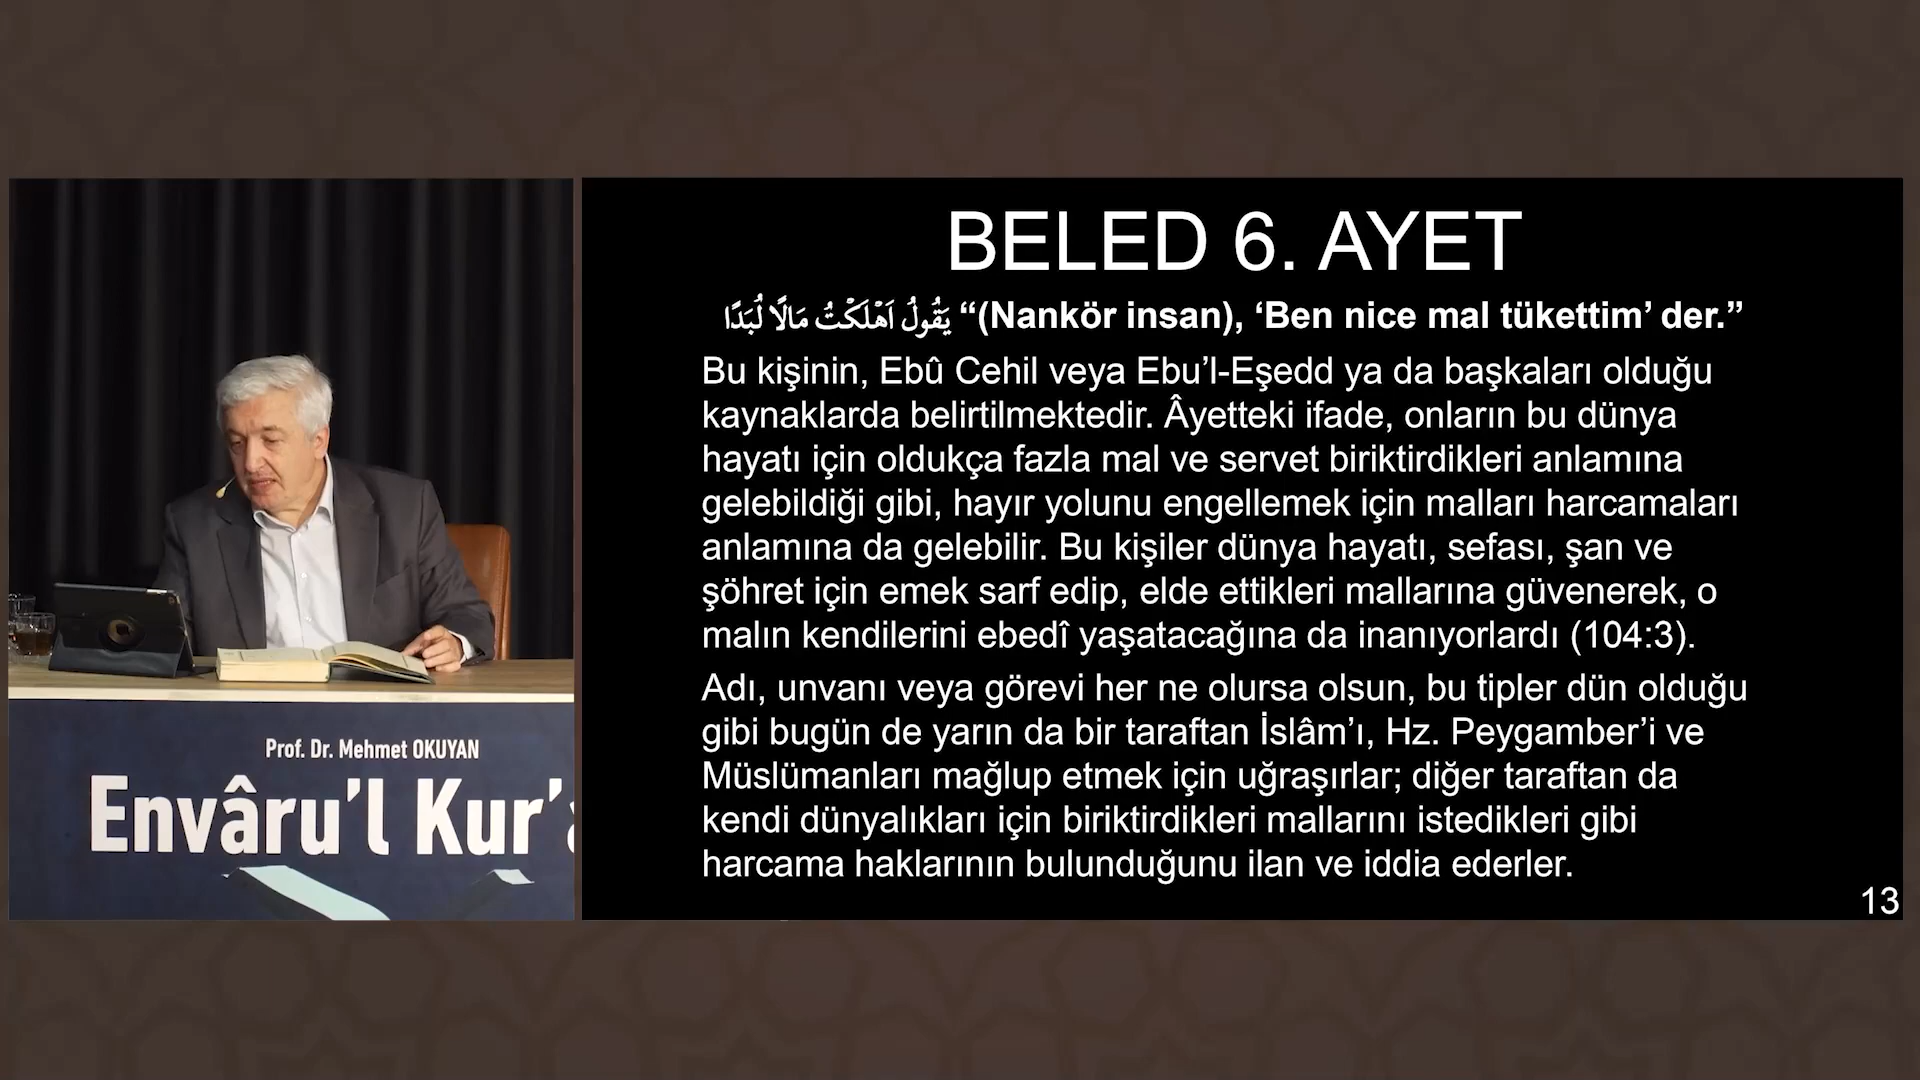 BELED 6. AYET
يَقُولُ اَهْلَكْتُ مَالًا لُبَدًا “(Nankör insan), ‘Ben nice mal tükettim’ der.”
Bu kişinin, Ebû Cehil veya Ebu’l-Eşedd ya da başkaları olduğu
kaynaklarda belirtilmektedir. Âyetteki ifade, onların bu dünya
hayatı için oldukça fazla mal ve servet biriktirdikleri anlamına
gelebildiği gibi, hayır yolunu engellemek için malları harcamaları
anlamına da gelebilir. Bu kişiler dünya hayatı, sefası, şan ve
şöhret için emek sarf edip, elde ettikleri mallarına güvenerek, o
malın kendilerini ebedî yaşatacağına da inanıyorlardı (104:3).
Adı, unvanı veya görevi her ne olursa olsun, bu tipler dün olduğu
gibi bugün de yarın da bir taraftan İslâm’ı, Hz. Peygamber’i ve
Müslümanları mağlup etmek için uğraşırlar; diğer taraftan da
kendi dünyalıkları için biriktirdikleri mallarını istedikleri gibi
harcama haklarının bulunduğunu ilan ve iddia ederler.
13
Prof. Dr. Mehmet OKUYAN
Envâru’l Kur’a